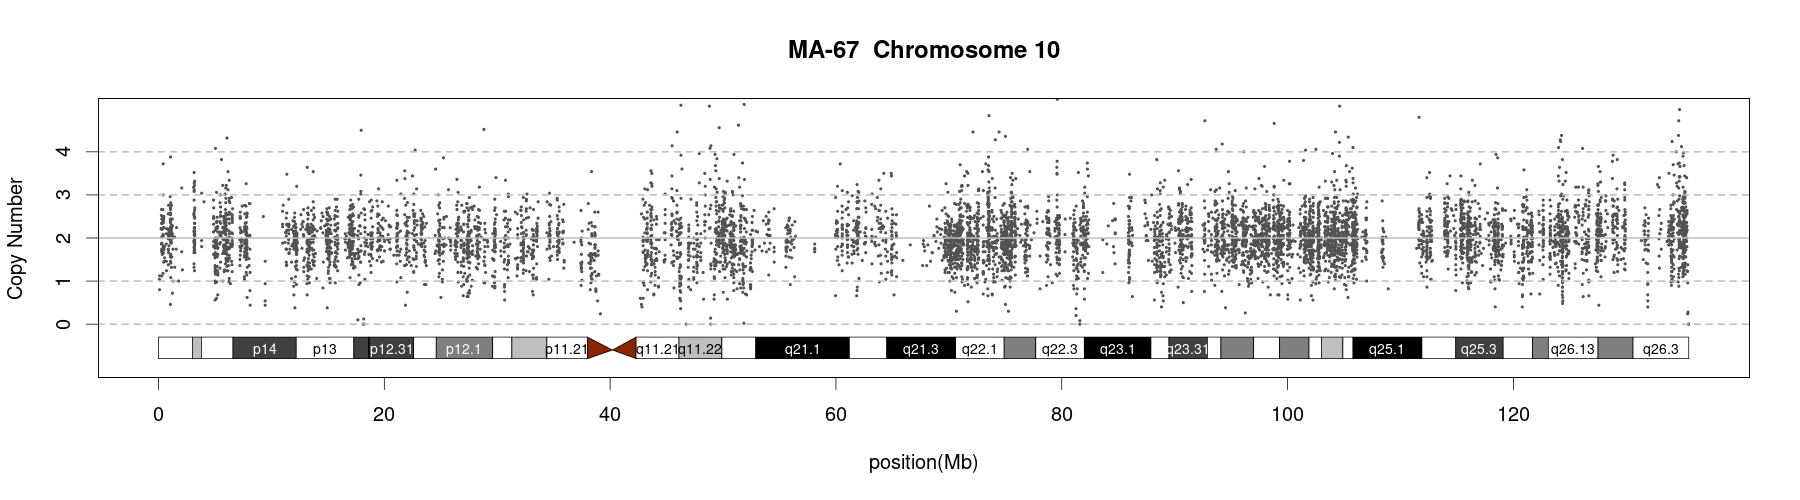 MA-67 Chromosome 10
Copy Number
4
3
2
1
0
p14 p13 p12.31 p12.1 p11.21 q11.21 q11.22 q21.1 q21.3 q22.1 q22.3 q23.1 q23.31 q25.1 q25.3 q26.13 q26.3
0 20 40 60 80 100 120
position(Mb)